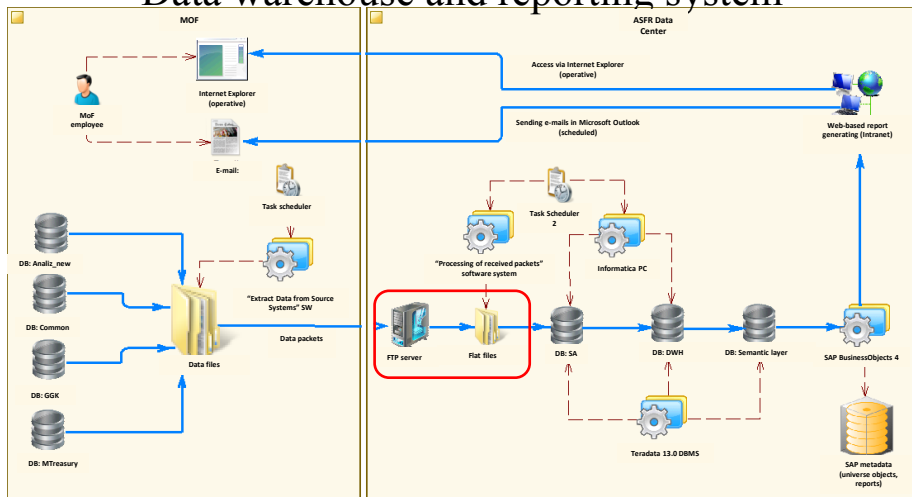 Data warehouse and reporting system
MOF
ASFR Data
Center
Internet Explorer
(operative)
Access via Internet Explorer
(operative)
MoF
employee
Sending e-mails in Microsoft Outlook
(scheduled)
Web-based report
generating (Intranet)
E-mail:
Task scheduler
Task Scheduler
2
DB: Analiz_new
"Processing of received packets"
software system
Informatica PC
"Extract Data from Source
Systems" SW
DB: Common
Data packets
Data files
FTP server
Flat files
DB: SA
DB: DWH
DB: Semantic layer
SAP BusinessObjects 4
DB: GGK
Teradata 13.0 DBMS
DB: MTreasury
SAP metadata
(universe objects,
reports)